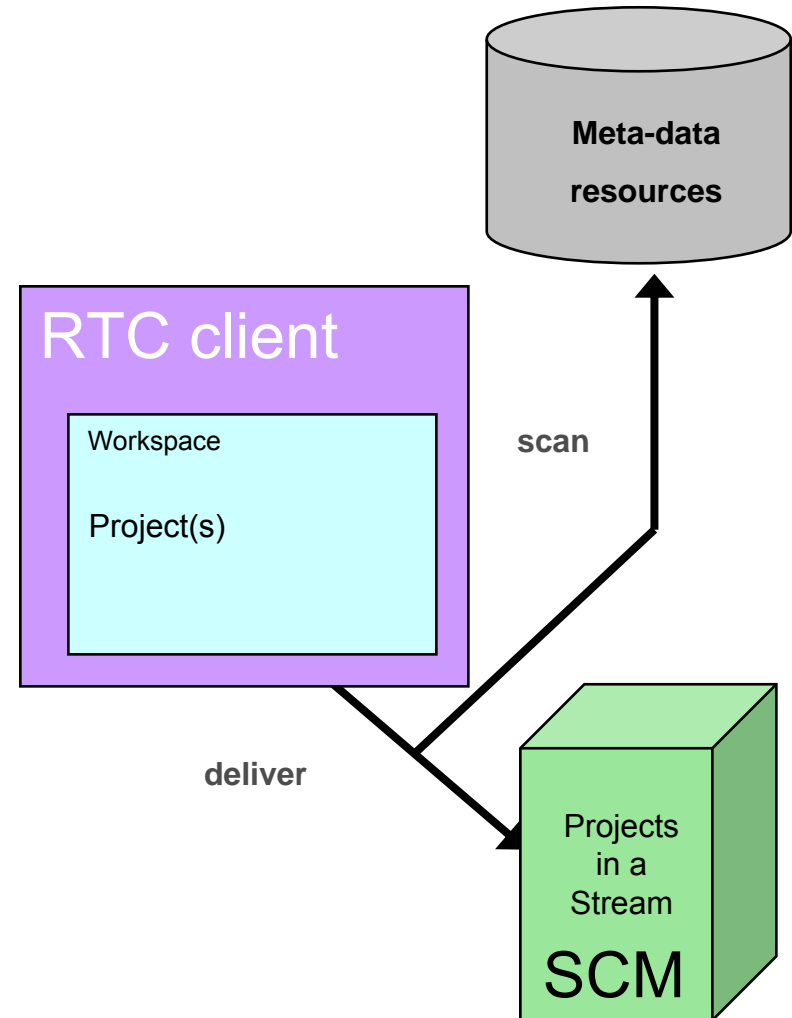 Meta-data
resources
RTC client
Workspace
Project(s)
scan
deliver
Projects
in a
Stream
SCM